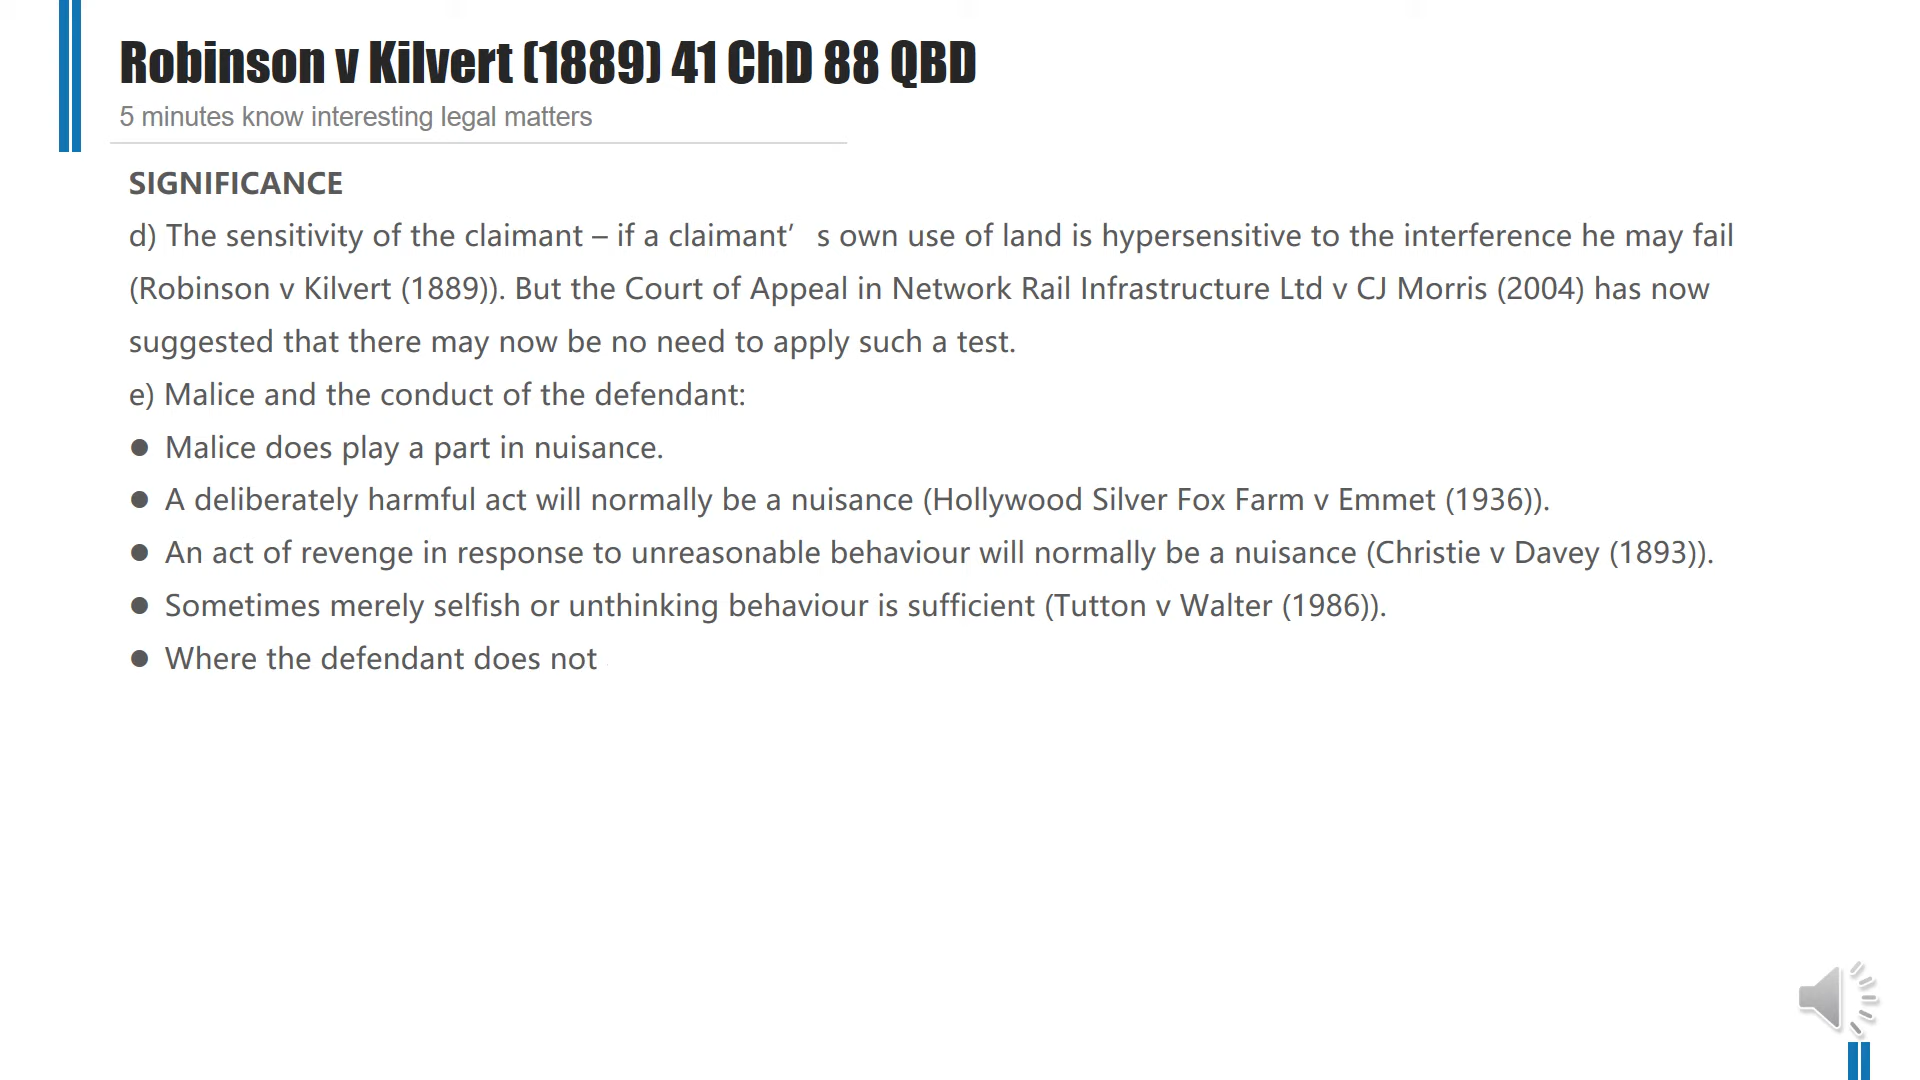 Robinson v Kilvert (1889) 41 ChD 88 QBD
5 minutes know interesting legal matters
SIGNIFICANCE
d) The sensitivity of the claimant – if a claimant’ s own use of land is hypersensitive to the interference he may fail
(Robinson v Kilvert (1889)). But the Court of Appeal in Network Rail Infrastructure Ltd v CJ Morris (2004) has now
suggested that there may now be no need to apply such a test.
e) Malice and the conduct of the defendant:
● Malice does play a part in nuisance.
● A deliberately harmful act will normally be a nuisance (Hollywood Silver Fox Farm v Emmet (1936)).
● An act of revenge in response to unreasonable behaviour will normally be a nuisance (Christie v Davey (1893)).
● Sometimes merely selfish or unthinking behaviour is sufficient (Tutton v Walter (1986)).
● Where the defendant does not